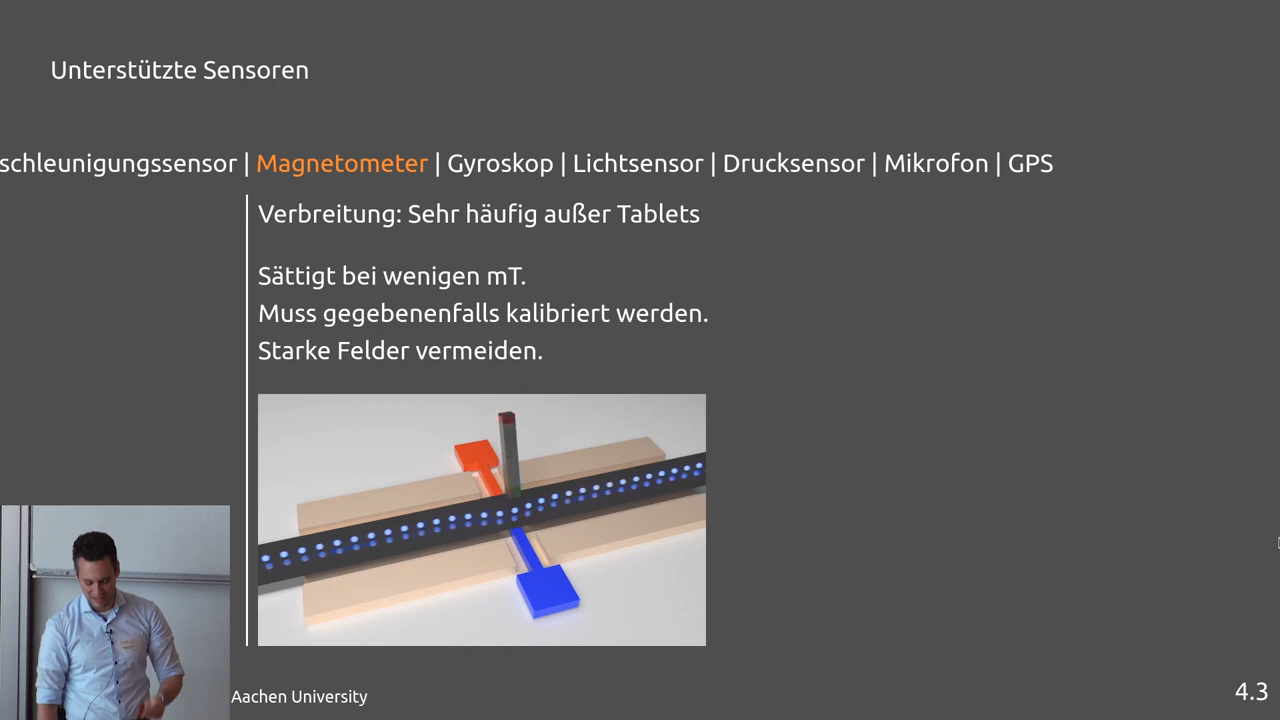 Unterstützte Sensoren
schleunigungssensor | Magnetometer | Gyroskop | Lichtsensor | Drucksensor | Mikrofon | GPS
Verbreitung: Sehr häufig außer Tablets
Sättigt bei wenigen mT.
Muss gegebenenfalls kalibriert werden.
Starke Felder vermeiden.
Aachen University
4.3